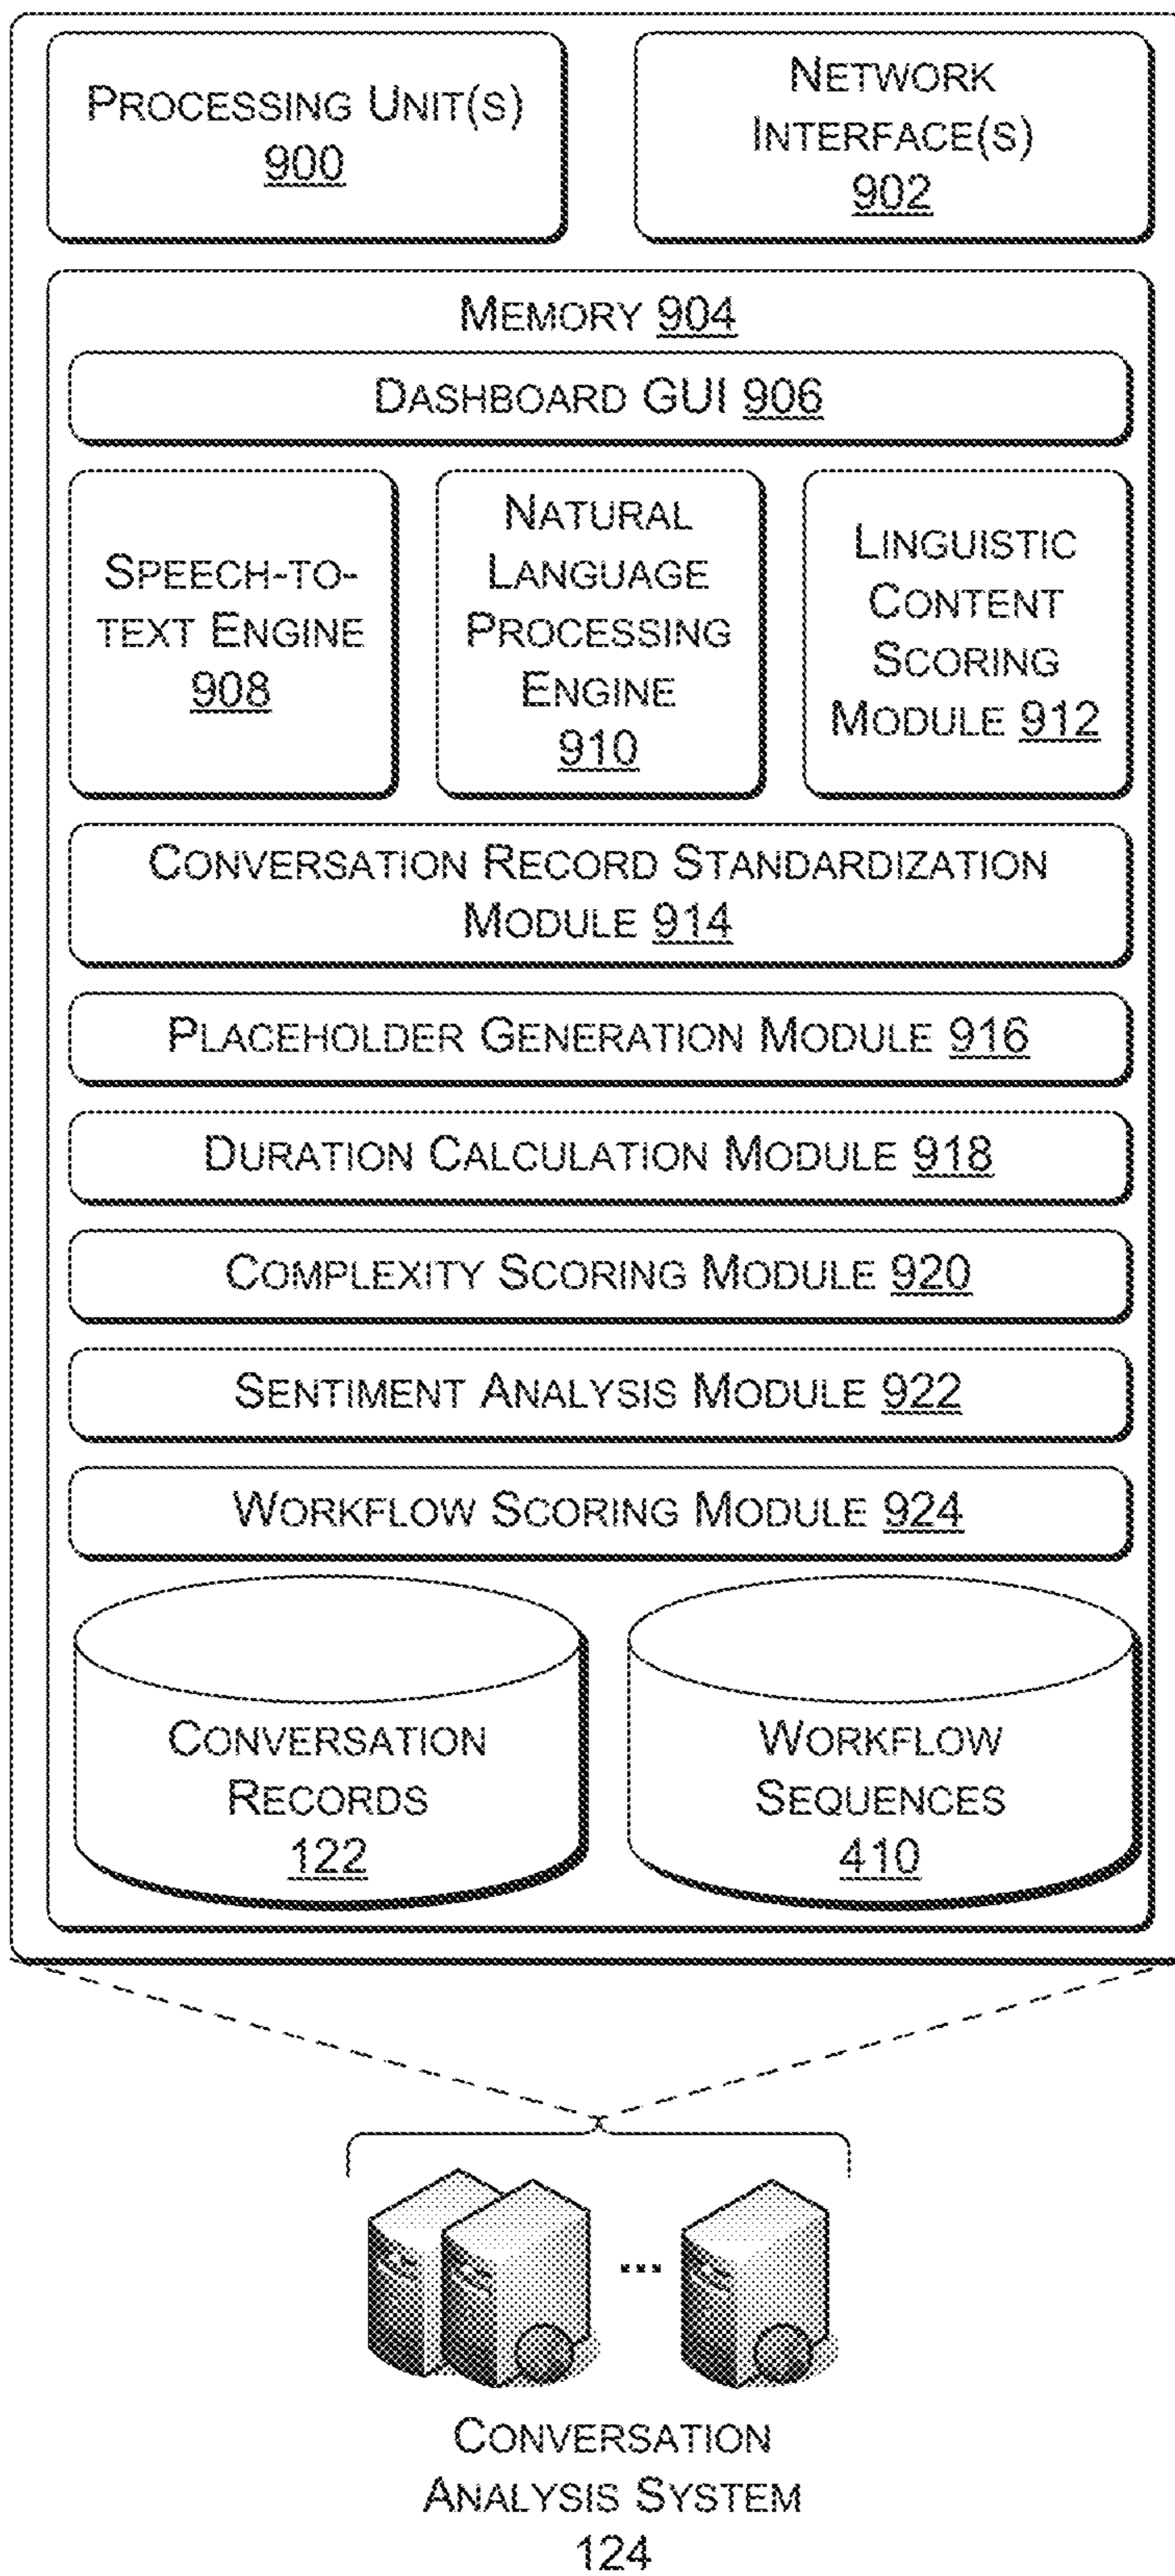 PROCESSING UNIT(S)
900
NETWORK
INTERFACE(S)
902
MEMORY 904
DASHBOARD GUI 906
SPEECH-TO-
TEXT ENGINE
908
NATURAL
LANGUAGE
PROCESSING
ENGINE
910
LINGUISTIC
CONTENT
SCORING
MODULE 912
CONVERSATION RECORD STANDARDIZATION
MODULE 914
PLACEHOLDER GENERATION MODULE 916
DURATION CALCULATION MODULE 918
COMPLEXITY SCORING MODULE 920
SENTIMENT ANALYSIS MODULE 922
WORKFLOW SCORING MODULE 924
CONVERSATION
RECORDS
122
WORKFLOW
SEQUENCES
410
...
CONVERSATION
ANALYSIS SYSTEM
124